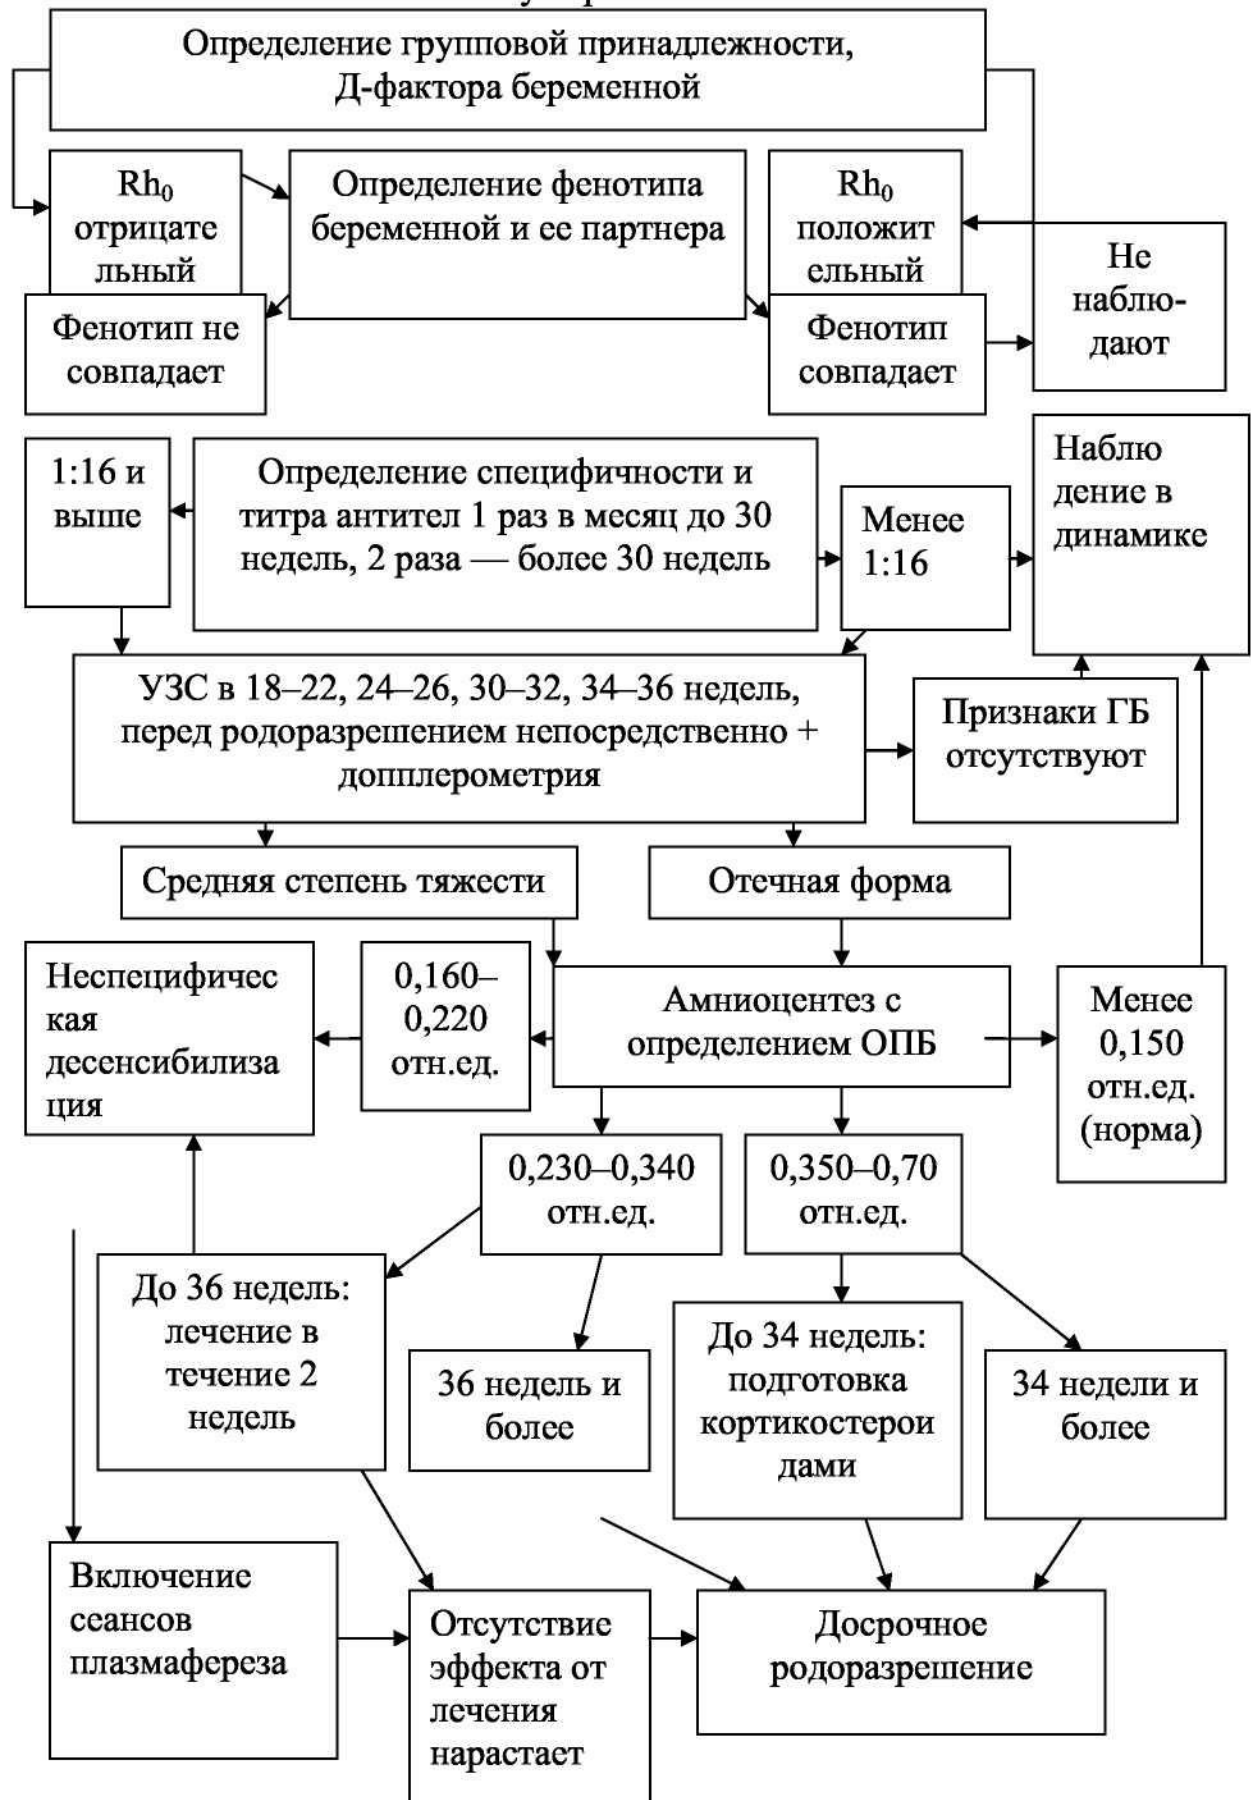 Определение групповой принадлежности,
Д-фактора беременной
Rh₀
отрицате
льный
Определение фенотипа
беременной и ее партнера
Rh₀
положит
ельный
Не
наблю-
дают
Фенотип не
совпадает
Фенотип
совпадает
1:16 и
выше
Определение специфичности и
титра антител 1 раз в месяц до 30
недель, 2 раза — более 30 недель
Менее
1:16
Наблю
дение в
динамике
УЗС в 18–22, 24–26, 30–32, 34–36 недель,
перед родоразрешением непосредственно +
допплерометрия
Признаки ГБ
отсутствуют
Средняя степень тяжести
Отечная форма
Неспецифичес
кая
десенсибилиза
ция
0,160–
0,220
отн.ед.
Амниоцентез с
определением ОПБ
Менее
0,150
отн.ед.
(норма)
0,230–0,340
отн.ед.
0,350–0,70
отн.ед.
До 36 недель:
лечение в
течение 2
недель
36 недель и
более
До 34 недель:
подготовка
кортикостерои
дами
34 недели и
более
Включение
сеансов
плазмафереза
Отсутствие
эффекта от
лечения
нарастает
Досрочное
родоразрешение